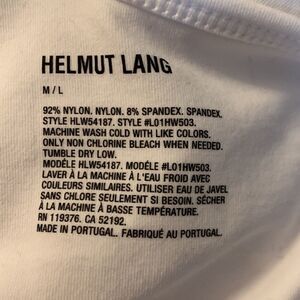 HELMUT LANG
M / L
92% NYLON. NYLON. 8% SPANDEX. SPANDEX.
STYLE HLW54187. STYLE #L01HW503.
MACHINE WASH COLD WITH LIKE COLORS.
ONLY NON CHLORINE BLEACH WHEN NEEDED.
TUMBLE DRY LOW.
MODÈLE HLW54187. MODÈLE #L01HW503.
LAVER À LA MACHINE À L'EAU FROID AVEC
COULEURS SIMILAIRES. UTILISER EAU DE JAVEL
SANS CHLORE SEULEMENT SI BESOIN. SÉCHER
À LA MACHINE À BASSE TEMPÉRATURE.
RN 119376. CA 52192.
MADE IN PORTUGAL. FABRIQUÉ AU PORTUGAL.